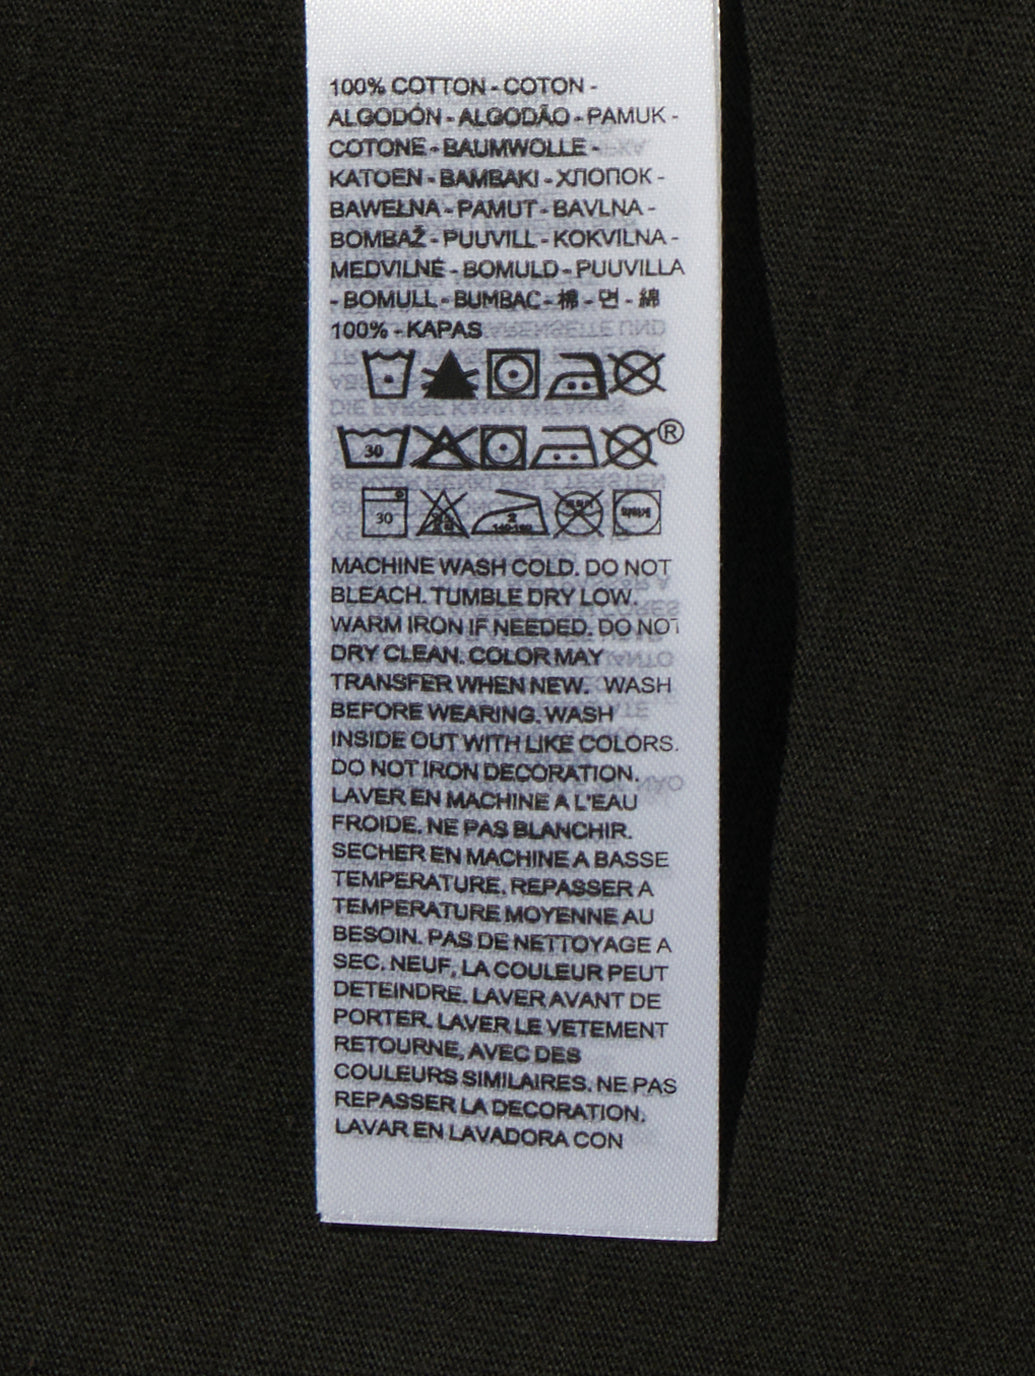 100% COTTON - COTON -
ALGODÓN - ALGODÃO - PAMUK -
COTONE - BAUMWOLLE -
KATOEN - BAMBAKI - ХЛОПОК -
BAWEŁNA - PAMUT - BAVLNA -
BOMBAŽ - PUUVILL - KOKVILNA -
MEDVILNĖ - BOMULD - PUUVILLA
- BOMULL - BUMBAC - 棉 - 면 - 綿
100% - KAPAS
30 ®
30 2
MACHINE WASH COLD. DO NOT
BLEACH. TUMBLE DRY LOW.
WARM IRON IF NEEDED. DO NOT
DRY CLEAN. COLOR MAY
TRANSFER WHEN NEW. WASH
BEFORE WEARING. WASH
INSIDE OUT WITH LIKE COLORS.
DO NOT IRON DECORATION.
LAVER EN MACHINE A L'EAU
FROIDE. NE PAS BLANCHIR.
SECHER EN MACHINE A BASSE
TEMPERATURE. REPASSER A
TEMPERATURE MOYENNE AU
BESOIN. PAS DE NETTOYAGE A
SEC. NEUF, LA COULEUR PEUT
DETEINDRE. LAVER AVANT DE
PORTER. LAVER LE VETEMENT
RETOURNE, AVEC DES
COULEURS SIMILAIRES. NE PAS
REPASSER LA DECORATION.
LAVAR EN LAVADORA CON